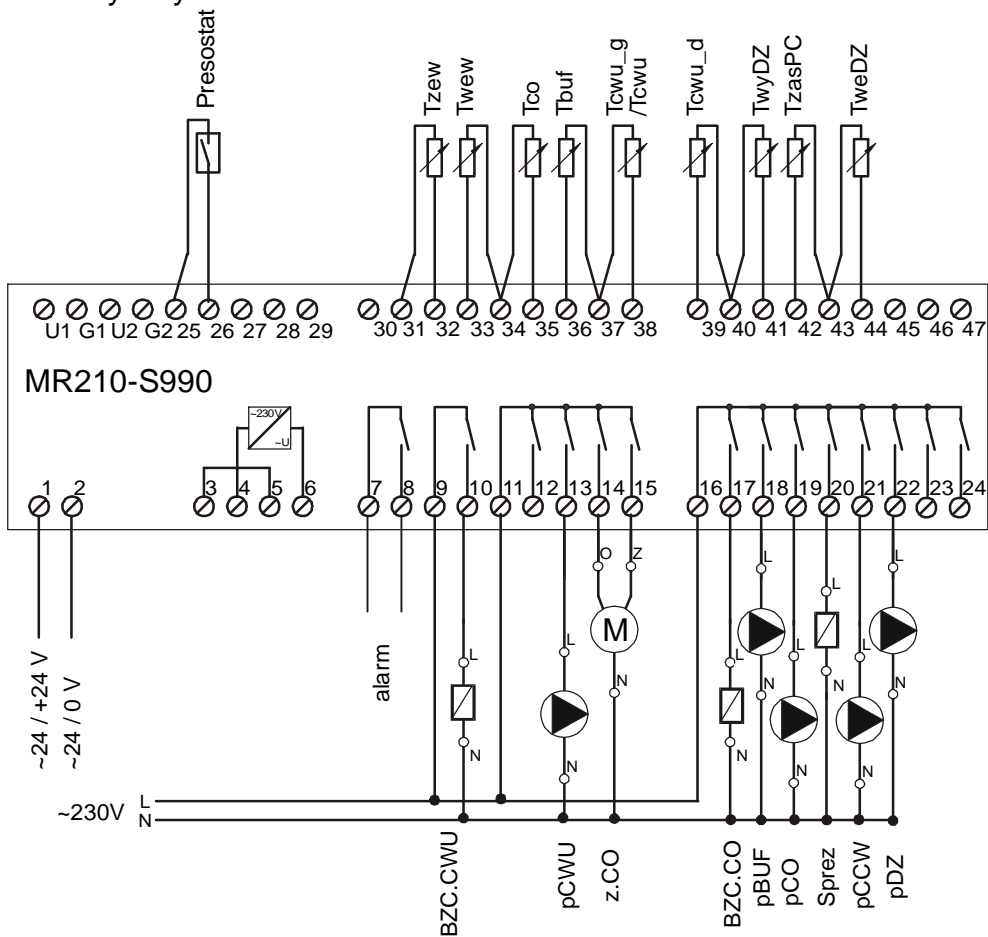 Presostat
Tzew
Twew
Tco
Tbuf
Tcwu_g
/Tcwu
Tcwu_d
TwyDZ
TzasPC
TweDZ
U1 G1 U2 G2 25 26 27 28 29 30 31 32 33 34 35 36 37 38 39 40 41 42 43 44 45 46 47
MR210-S990
~230V
~U
1 2 3 4 5 6 7 8 9 10 11 12 13 14 15 16 17 18 19 20 21 22 23 24
O Z L L L
M
L L L L L
N N N N
N N N N
~24 / +24 V
~24 / 0 V
alarm
~230V L
N
BZC.CWU
pCWU
z.CO
BZC.CO
pBUF
pCO
Sprez
pCCW
pDZ